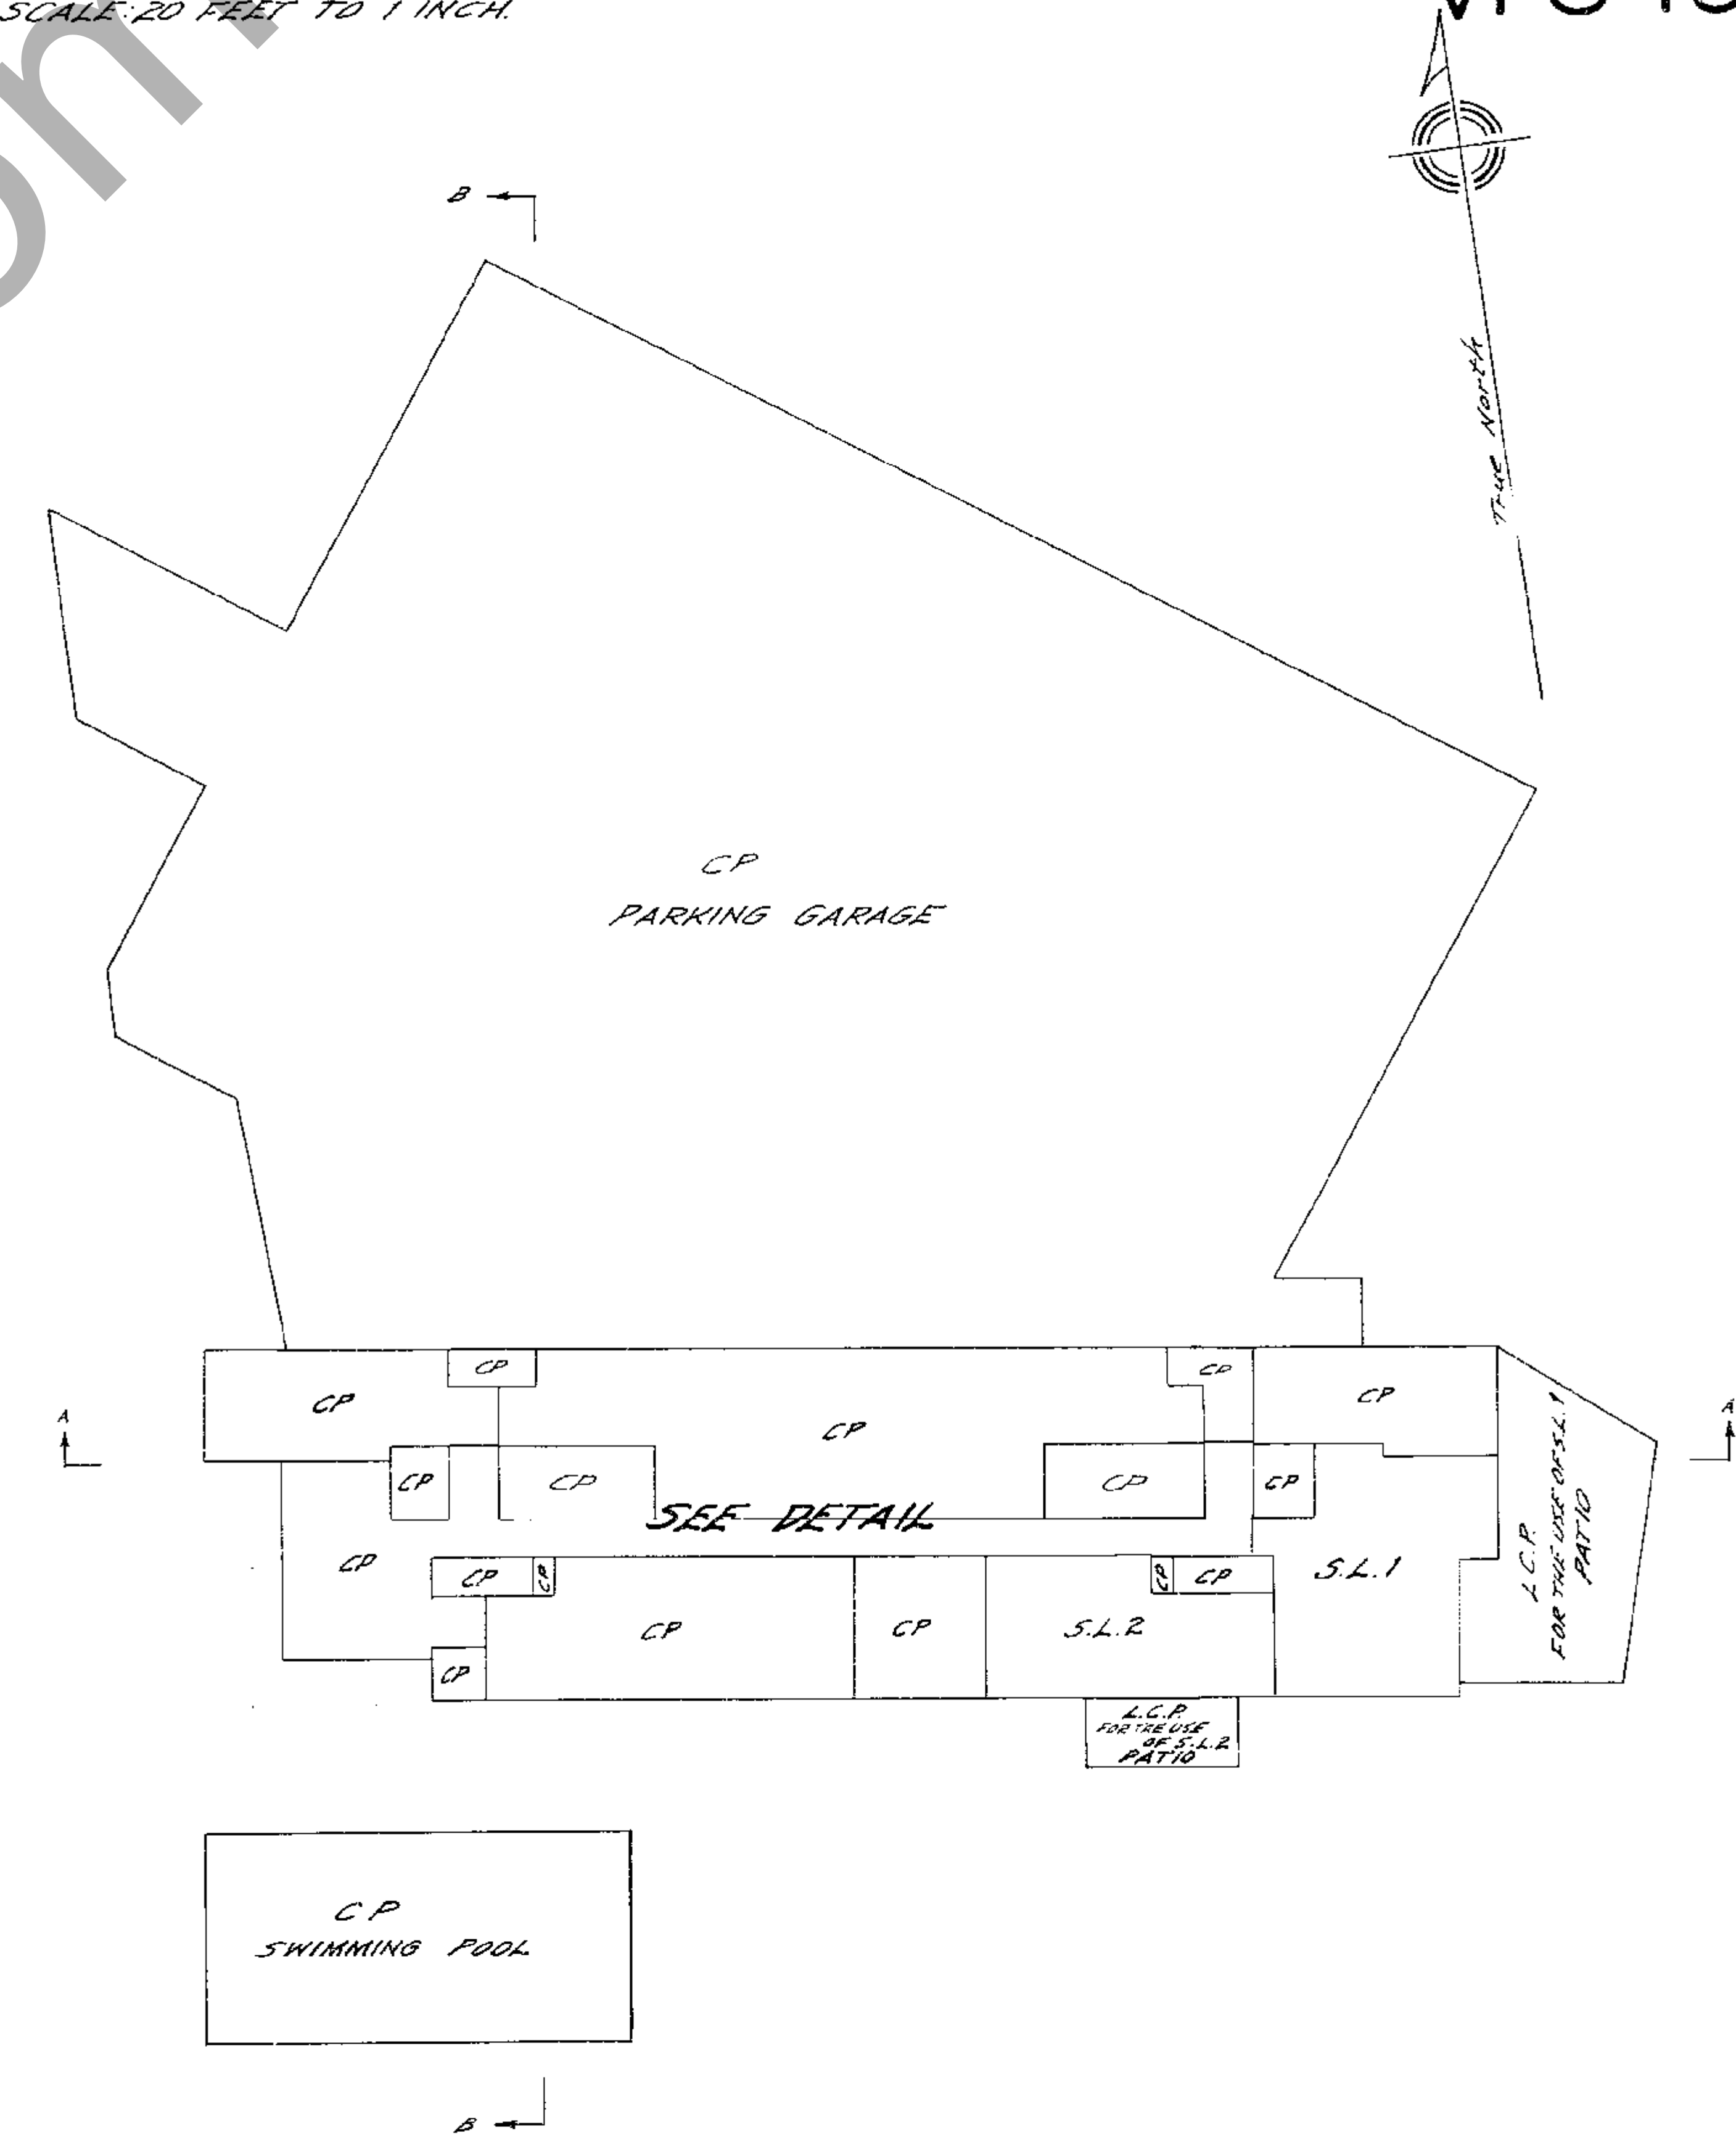 SCALE: 20 FEET TO 1 INCH.
B
True North
CP
PARKING GARAGE
CP
CP
CP
CP
CP
A
A
CP
CP
CP
CP
SEE DETAIL
CP
CP
CP
CP
CP
S.L.1
L.C.P.
FOR THE USE OF S.L.1
PATIO
CP
CP
S.L.2
CP
L.C.P.
FOR THE USE
OF S.L.2
PATIO
CP
SWIMMING POOL
B